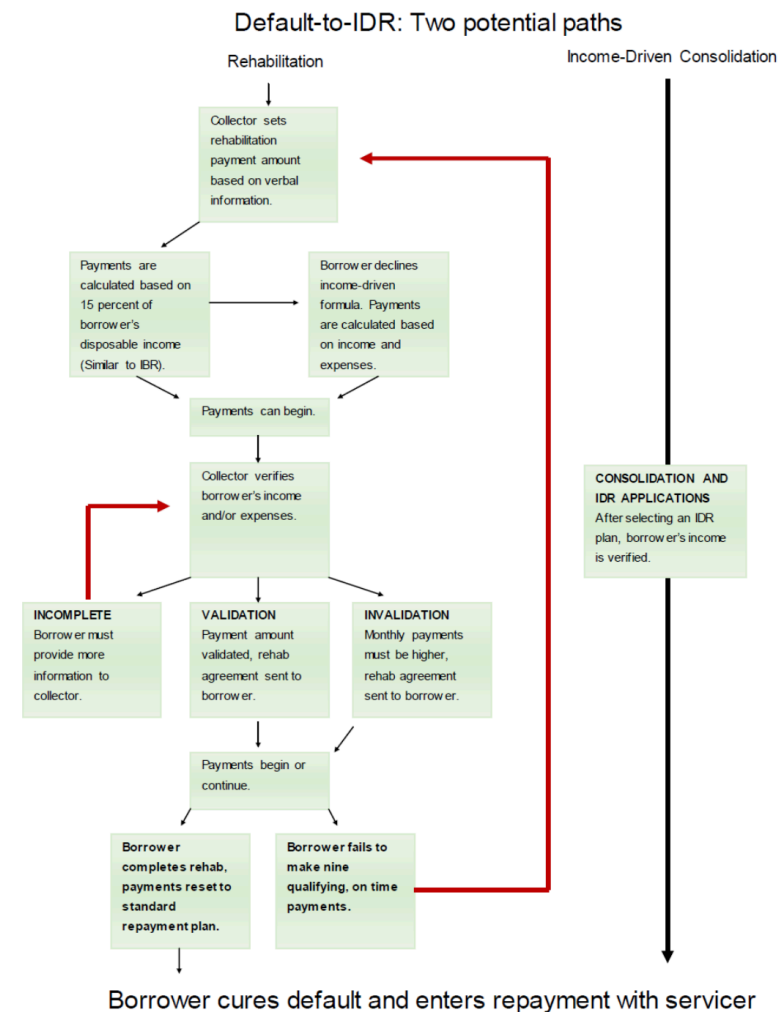 Default-to-IDR: Two potential paths
Rehabilitation
Income-Driven Consolidation
Collector sets
rehabilitation
payment amount
based on verbal
information.
Payments are
calculated based on
15 percent of
borrower's
disposable income
(Similar to IBR).
Borrower declines
income-driven
formula. Payments
are calculated based
on income and
expenses.
Payments can begin.
Collector verifies
borrower's income
and/or expenses.
CONSOLIDATION AND
IDR APPLICATIONS
After selecting an IDR
plan, borrower's income
is verified.
INCOMPLETE
Borrower must
provide more
information to
collector.
VALIDATION
Payment amount
validated, rehab
agreement sent to
borrower.
INVALIDATION
Monthly payments
must be higher,
rehab agreement
sent to borrower.
Payments begin or
continue.
Borrower
completes rehab,
payments reset to
standard
repayment plan.
Borrower fails to
make nine
qualifying, on time
payments.
Borrower cures default and enters repayment with servicer